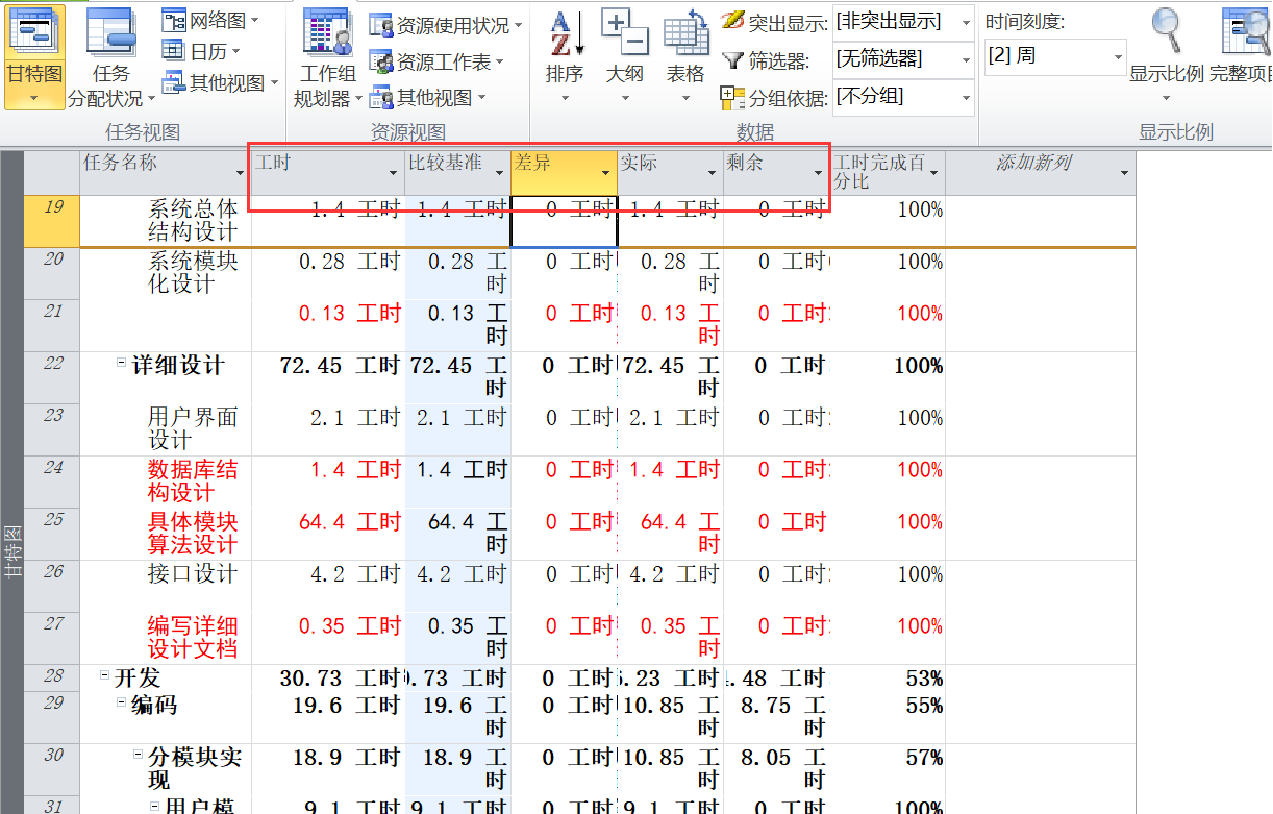 甘特图
任务
分配状况
网络图
日历
其他视图
任务视图
工作组
规划器
资源使用状况
资源工作表
其他视图
资源视图
排序
大纲
表格
突出显示: [非突出显示]
筛选器: [无筛选器]
分组依据: [不分组]
数据
时间刻度:
[2] 周
显示比例
显示比例
任务名称 工时 比较基准 差异 实际 剩余 工时完成百
分比 添加新列
19 系统总体 1.4 工时 1.4 工时 0 工时 1.4 工时 0 工时 100%
结构设计
20 系统模块 0.28 工时 0.28 工 0 工时 0.28 工 0 工时 100%
化设计 时 时
21 0.13 工时 0.13 工 0 工时 0.13 工 0 工时 100%
时 时
22 详细设计 72.45 工时 72.45 工 0 工时 72.45 工 0 工时 100%
时 时
23 用户界面 2.1 工时 2.1 工时 0 工时 2.1 工时 0 工时 100%
设计
24 数据库结 1.4 工时 1.4 工时 0 工时 1.4 工时 0 工时 100%
构设计
25 具体模块 64.4 工时 64.4 工 0 工时 64.4 工 0 工时 100%
算法设计 时 时
26 接口设计 4.2 工时 4.2 工时 0 工时 4.2 工时 0 工时 100%
27 编写详细 0.35 工时 0.35 工 0 工时 0.35 工 0 工时 100%
设计文档 时 时
28 开发 30.73 工时 .73 工时 0 工时 .23 工时 .48 工时 53%
29 编码 19.6 工时 19.6 工 0 工时 10.85 工 8.75 工 55%
时 时 时
30 分模块实 18.9 工时 18.9 工 0 工时 10.85 工 8.05 工 57%
现 时 时 时
31 用户模 9.1 工时 9.1 工时 0 工时 9.1 工时 0 工时 100%
甘特图